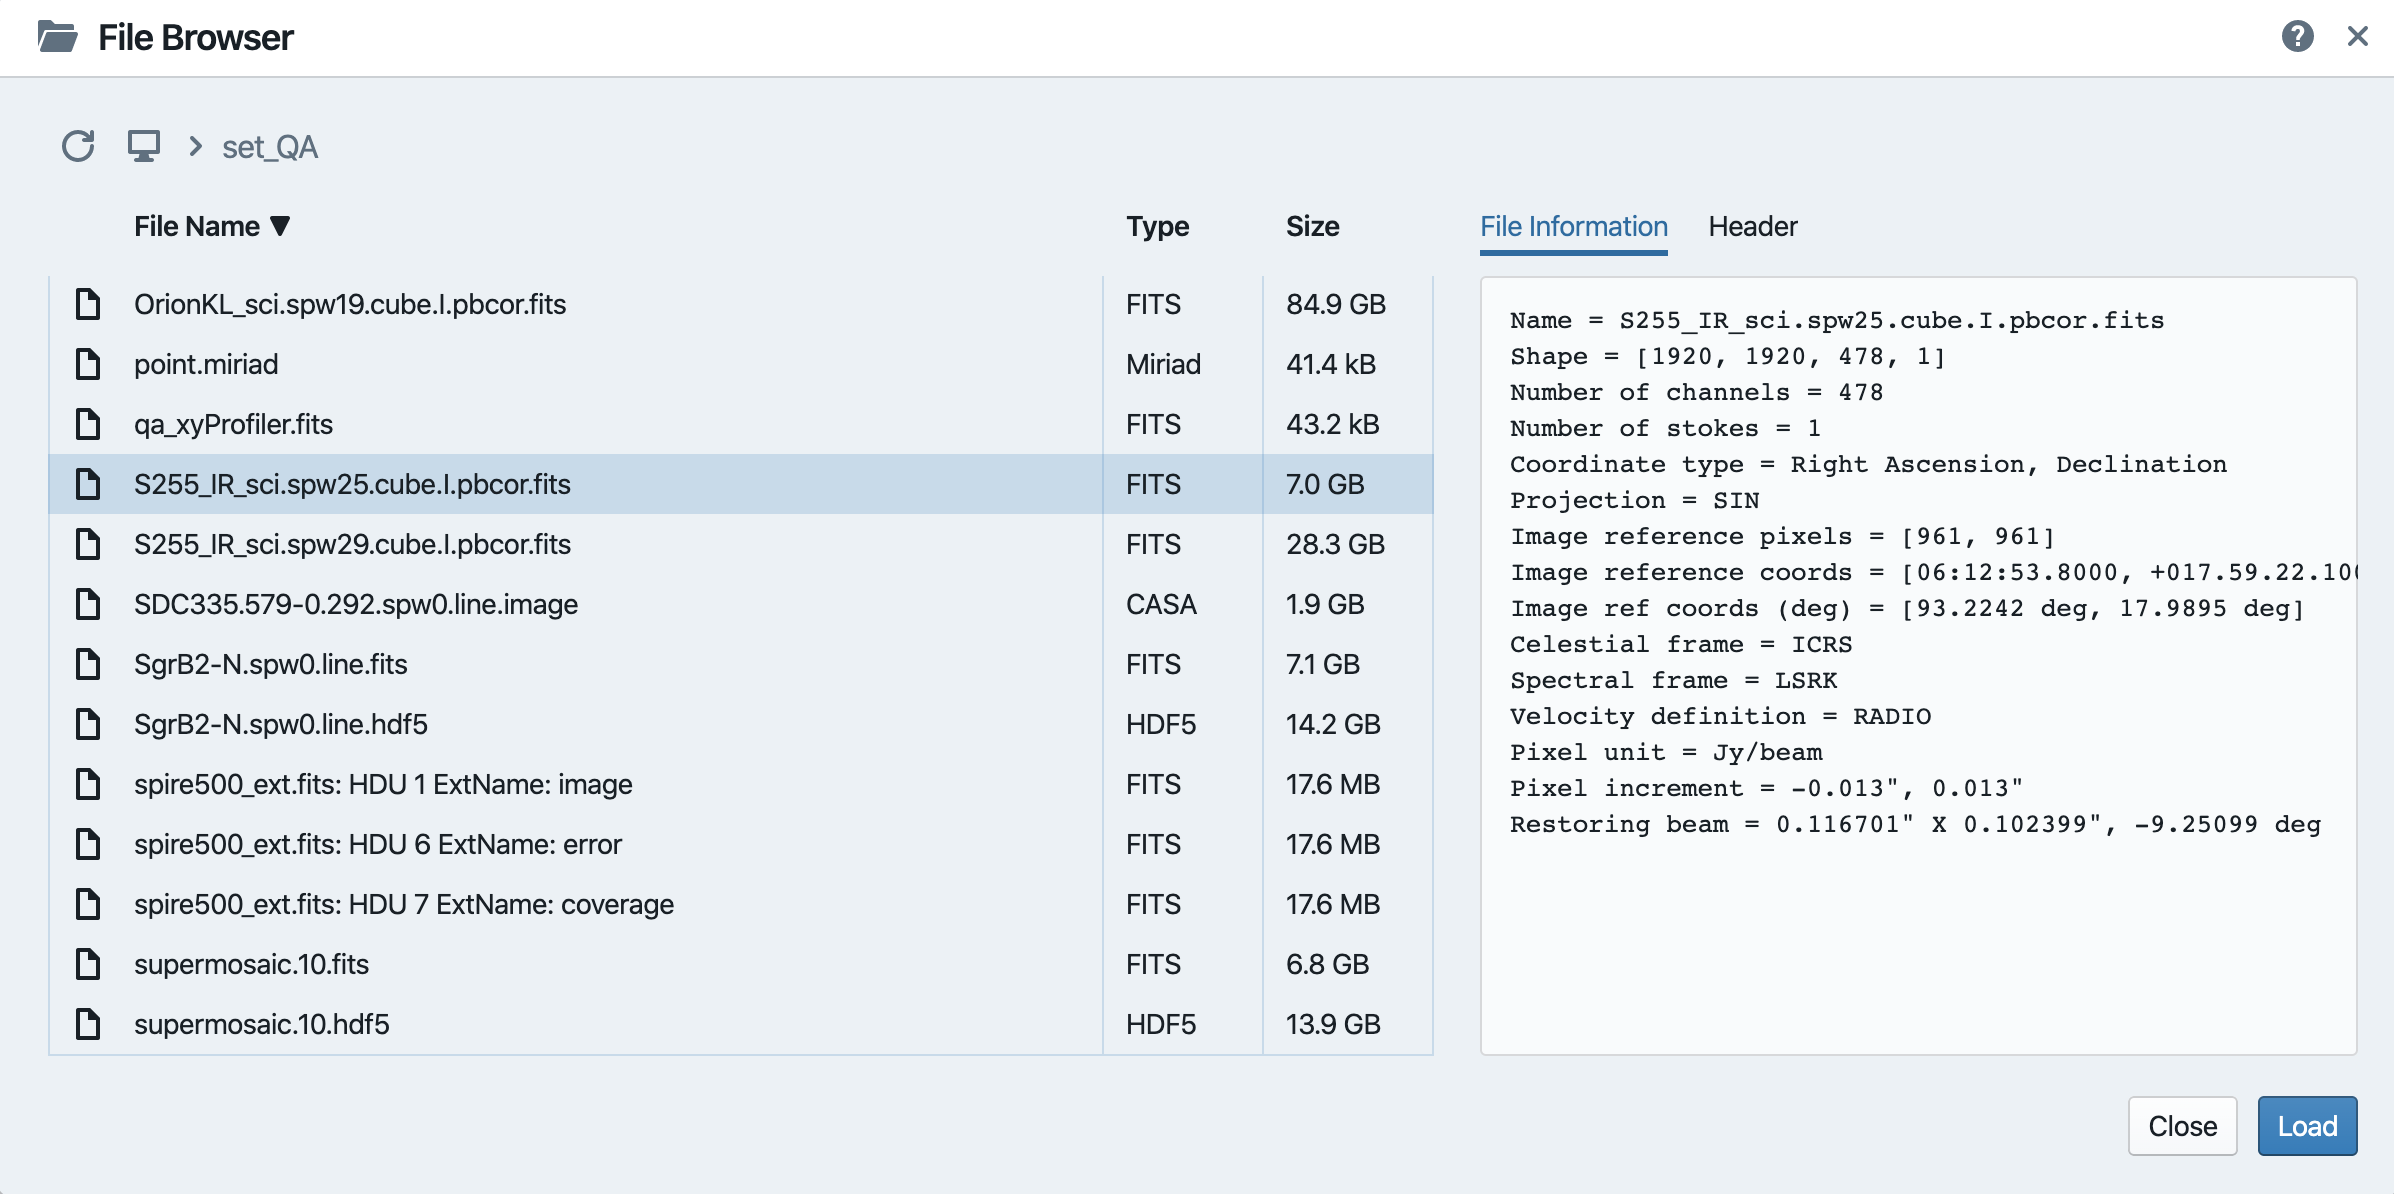 File Browser
set_QA
File Name ▼ Type Size
OrionKL_sci.spw19.cube.I.pbcor.fits FITS 84.9 GB
point.miriad Miriad 41.4 kB
qa_xyProfiler.fits FITS 43.2 kB
S255_IR_sci.spw25.cube.I.pbcor.fits FITS 7.0 GB
S255_IR_sci.spw29.cube.I.pbcor.fits FITS 28.3 GB
SDC335.579-0.292.spw0.line.image CASA 1.9 GB
SgrB2-N.spw0.line.fits FITS 7.1 GB
SgrB2-N.spw0.line.hdf5 HDF5 14.2 GB
spire500_ext.fits: HDU 1 ExtName: image FITS 17.6 MB
spire500_ext.fits: HDU 6 ExtName: error FITS 17.6 MB
spire500_ext.fits: HDU 7 ExtName: coverage FITS 17.6 MB
supermosaic.10.fits FITS 6.8 GB
supermosaic.10.hdf5 HDF5 13.9 GB
File Information Header
Name = S255_IR_sci.spw25.cube.I.pbcor.fits
Shape = [1920, 1920, 478, 1]
Number of channels = 478
Number of stokes = 1
Coordinate type = Right Ascension, Declination
Projection = SIN
Image reference pixels = [961, 961]
Image reference coords = [06:12:53.8000, +017.59.22.10
Image ref coords (deg) = [93.2242 deg, 17.9895 deg]
Celestial frame = ICRS
Spectral frame = LSRK
Velocity definition = RADIO
Pixel unit = Jy/beam
Pixel increment = -0.013", 0.013"
Restoring beam = 0.116701" X 0.102399", -9.25099 deg
Close Load